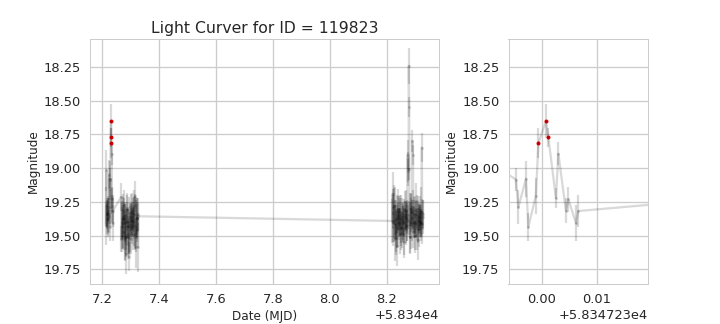 Light Curver for ID = 119823
18.25
18.50
18.75
19.00
19.25
19.50
19.75
Magnitude
7.2 7.4 7.6 7.8 8.0 8.2
Date (MJD)
+5.834e4
18.25
18.50
18.75
19.00
19.25
19.50
19.75
Magnitude
0.00 0.01
+5.834723e4